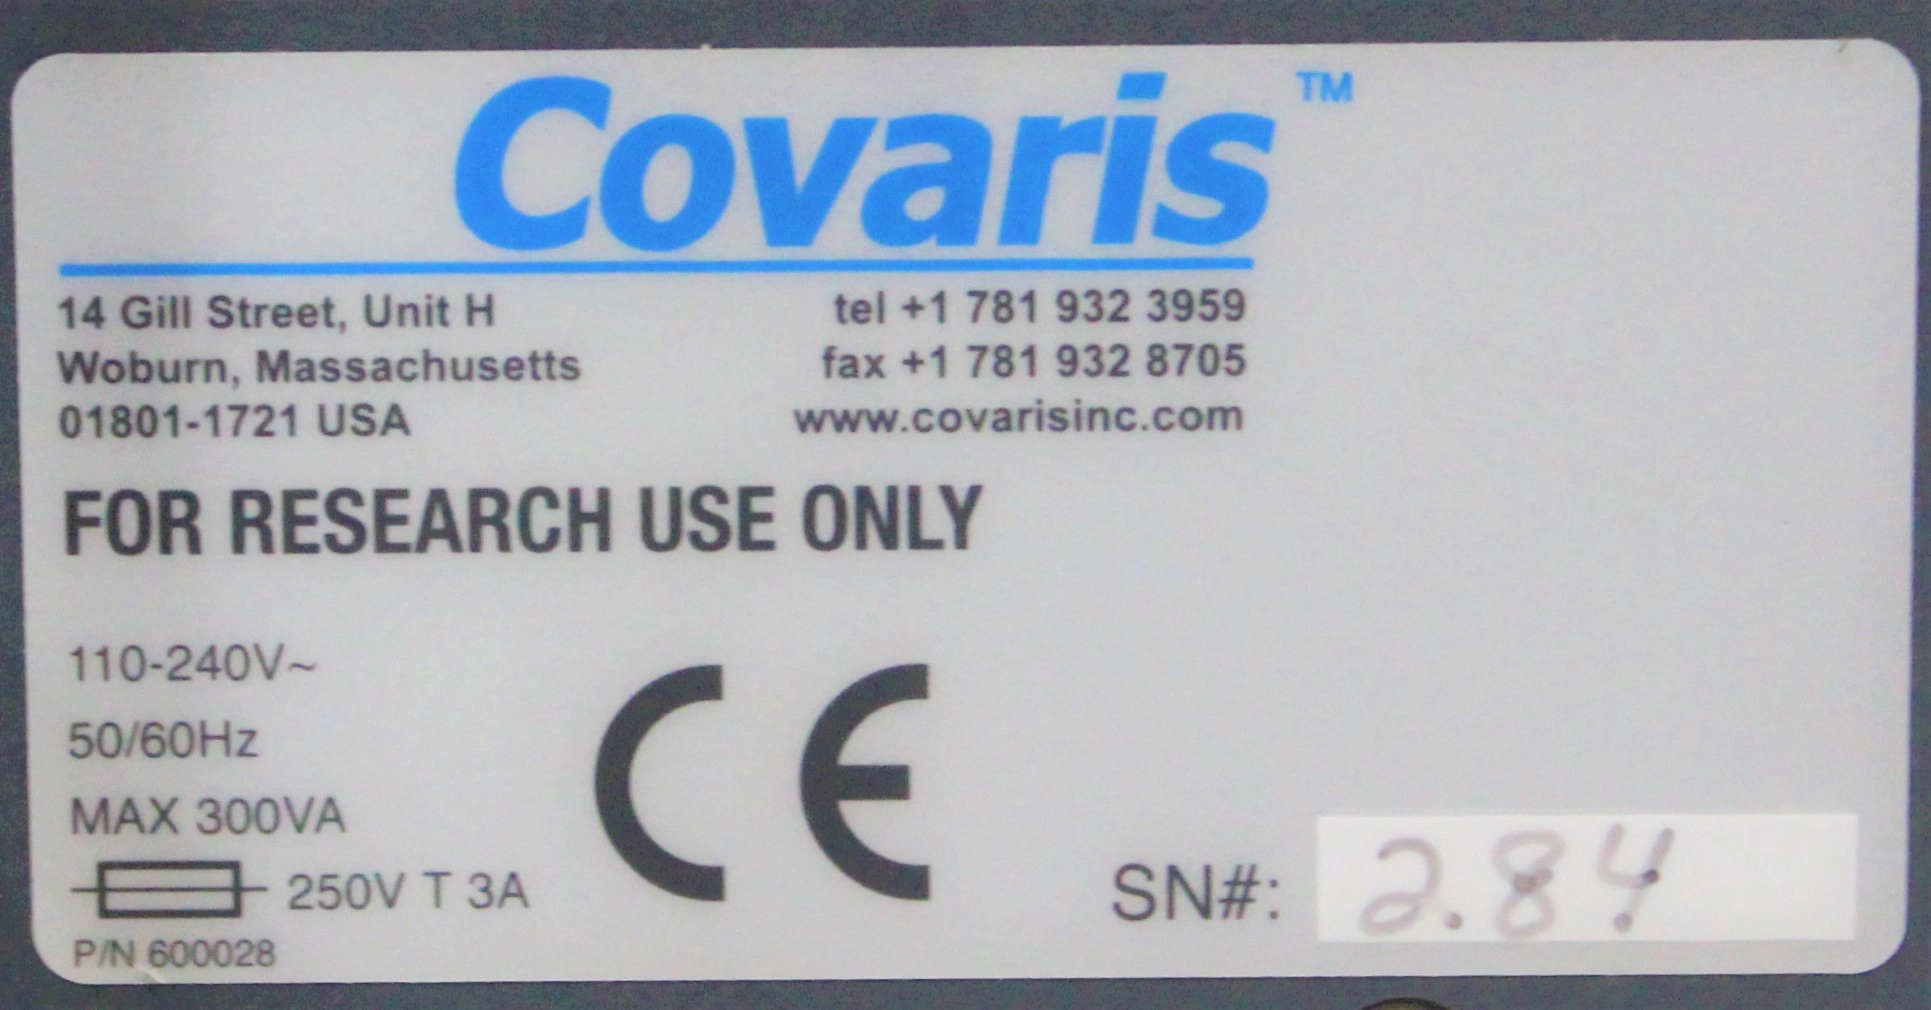 Covaris™
14 Gill Street, Unit H
Woburn, Massachusetts
01801-1721 USA
tel +1 781 932 3959
fax +1 781 932 8705
www.covarisinc.com
FOR RESEARCH USE ONLY
110-240V~
50/60Hz
MAX 300VA
250V T 3A
P/N 600028
CE
SN#: 2.84